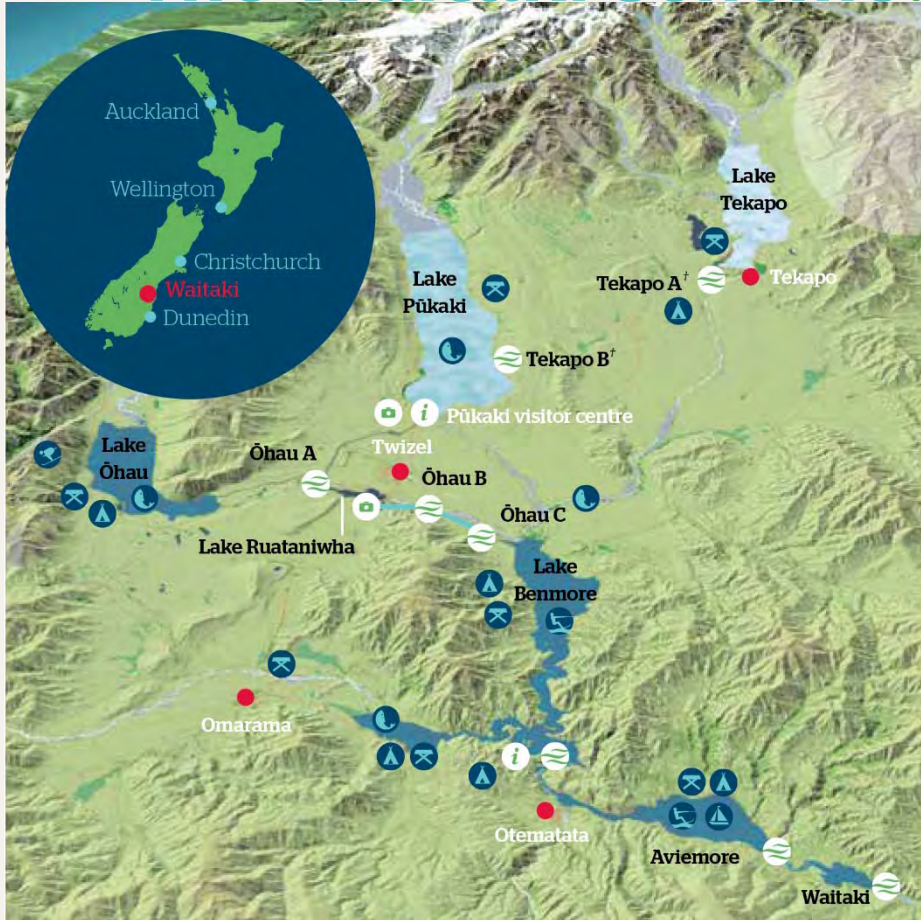 Auckland
Wellington
Christchurch
Waitaki
Dunedin
Lake
Tekapo
Lake
Pūkaki
Tekapo A†
Tekapo
Tekapo B†
i
Pūkaki visitor centre
Twizel
Lake
Ōhau
Ōhau A
Ōhau B
Ōhau C
Lake Ruataniwha
Lake
Benmore
Omarama
i
Otematata
Aviemore
Waitaki